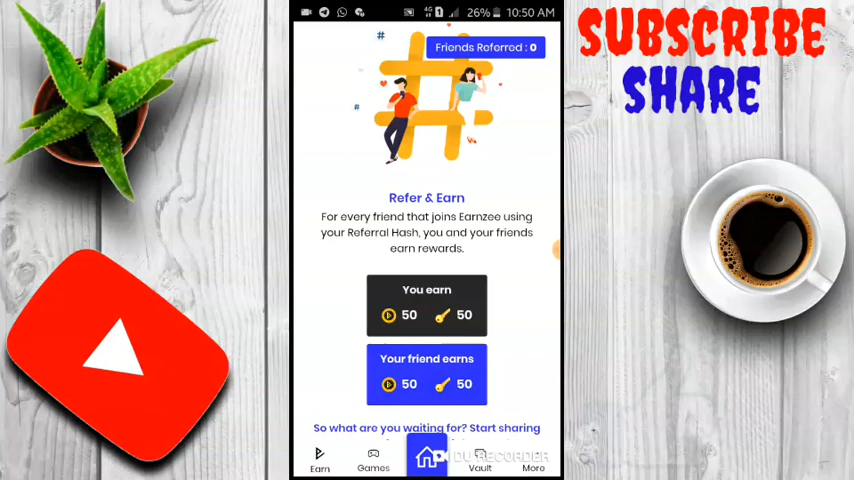 SUBSCRIBE
SHARE
4G
26%
10:50 AM
Friends Referred : 0
#
#
Refer & Earn
For every friend that joins Earnzee using
your Referral Hash, you and your friends
earn rewards.
You earn
50 50
Your friend earns
50 50
So what are you waiting for? Start sharing
Earn
Games
DU RECORDER
Vault
More